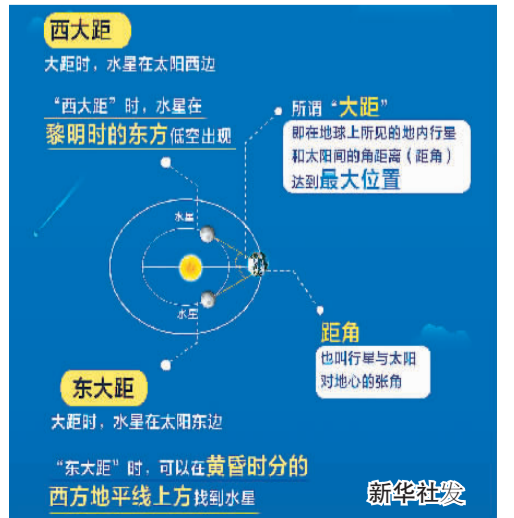 西大距
大距时，水星在太阳西边
“西大距”时，水星在
黎明时的东方低空出现
所谓“大距”
即在地球上所见的地内行星
和太阳间的角距离（距角）
达到最大位置
水星
水星
距角
也叫行星与太阳
对地心的张角
东大距
大距时，水星在太阳东边
“东大距”时，可以在黄昏时分的
西方地平线上方找到水星
新华社发